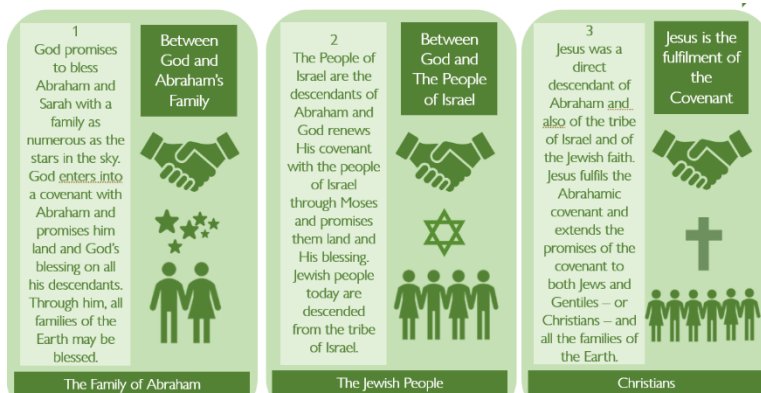 1
God promises
to bless
Abraham and
Sarah with a
family as
numerous as the
stars in the sky.
God enters into
a covenant with
Abraham and
promises him
land and God's
blessing on all
his descendants.
Through him, all
families of the
Earth may be
blessed.
Between
God and
Abraham's
Family
The Family of Abraham
2
The People of
Israel are the
descendants of
Abraham and
God renews
His covenant
with the people
of Israel
through Moses
and promises
them land and
His blessing.
Jewish people
today are
descended from
the tribe
of Israel.
Between
God and
The People
of Israel
The Jewish People
3
Jesus was a
direct
descendant of
Abraham and
also of the tribe
of Israel and of
the Jewish faith.
Jesus fulfils the
Abrahamic
covenant and
extends the
promises of the
covenant to
both Jews and
Gentiles – or
Christians – and
all the families of
the Earth.
Jesus is the
fulfilment of
the
Covenant
Christians